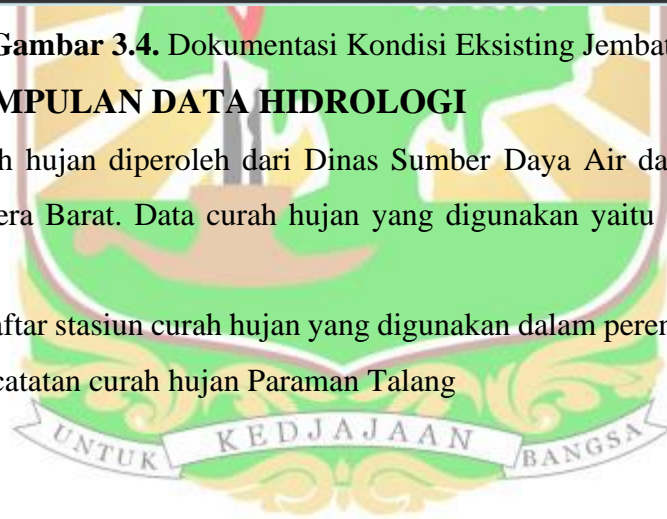 Gambar 3.4. Dokumentasi Kondisi Eksisting Jembat
MPULAN DATA HIDROLOGI
h hujan diperoleh dari Dinas Sumber Daya Air da
era Barat. Data curah hujan yang digunakan yaitu
aftar stasiun curah hujan yang digunakan dalam peren
catatan curah hujan Paraman Talang
UNTUK KEDJAJAAN BANGSA